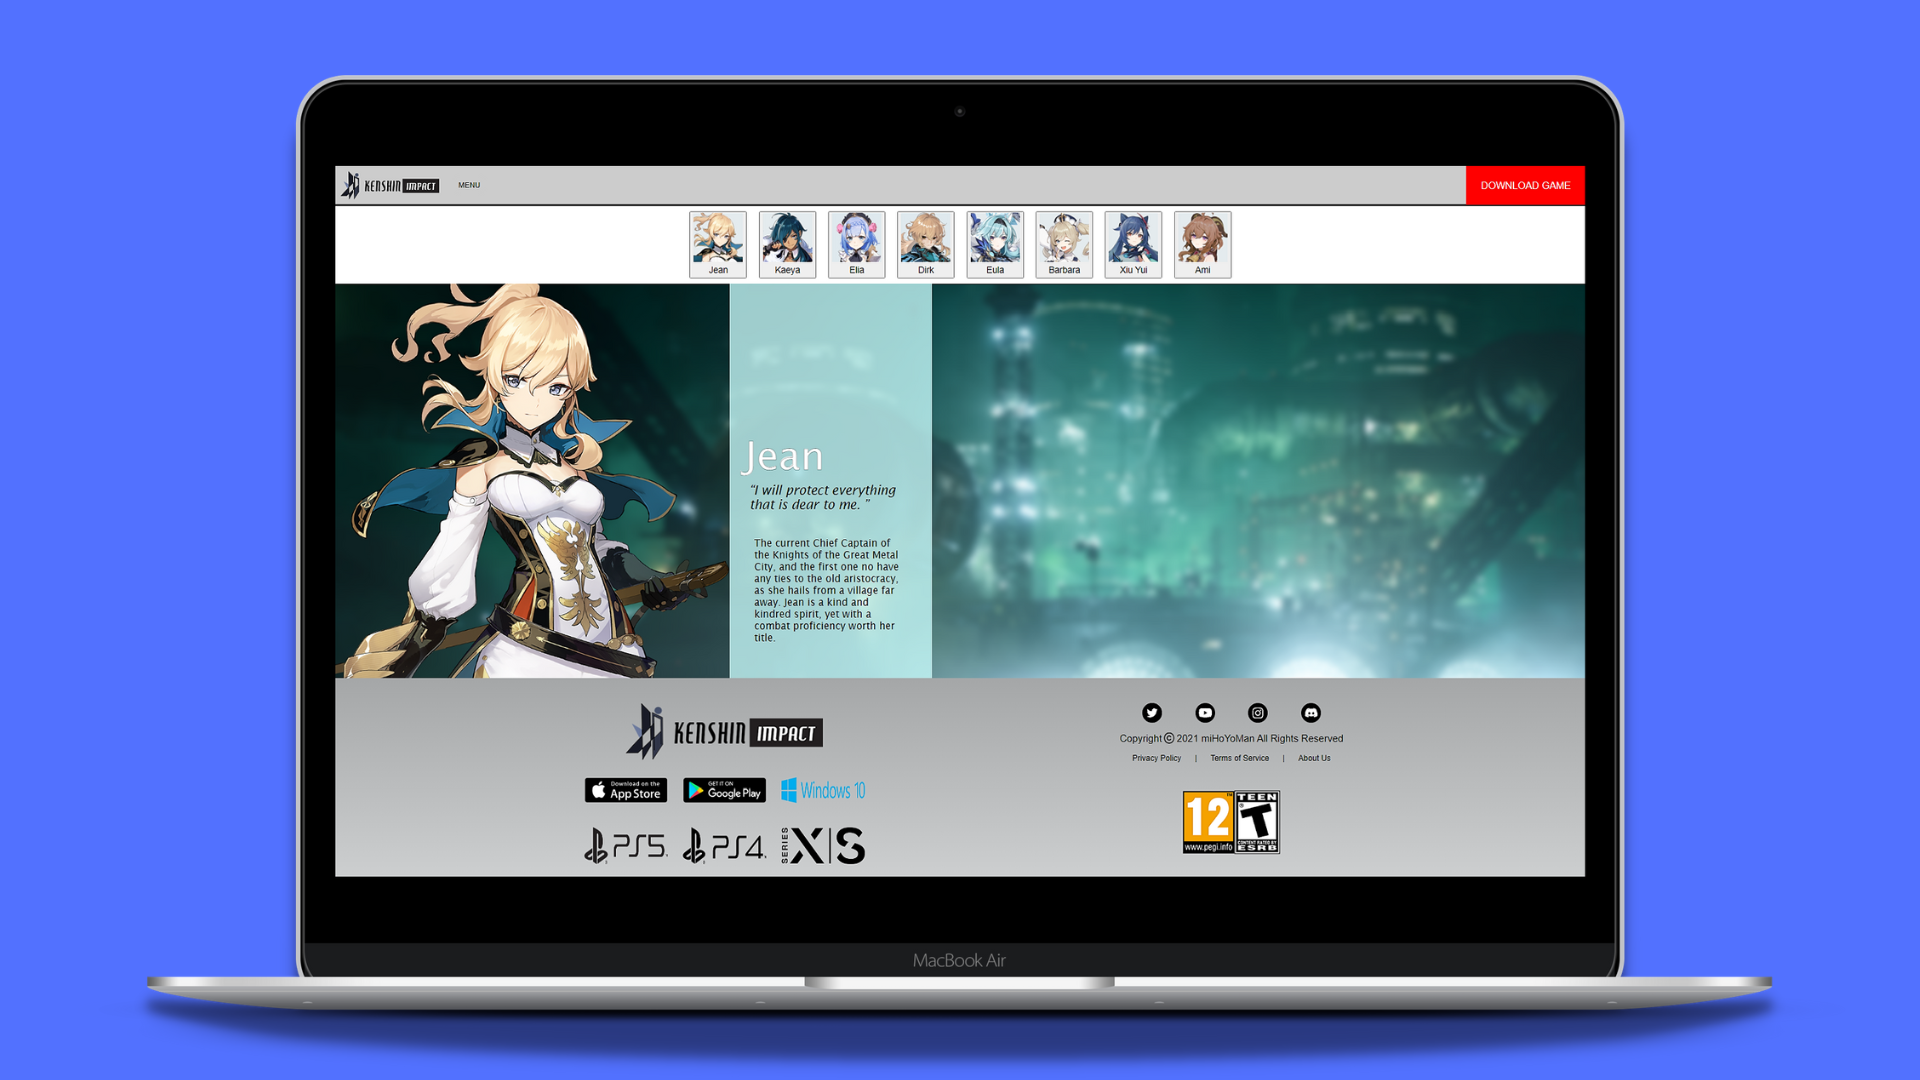 KENSHIN IMPACT
MENU
DOWNLOAD GAME
Jean
Kaeya
Elia
Dirk
Eula
Barbara
Xiu Yui
Ami
Jean
“I will protect everything
that is dear to me. ”
The current Chief Captain of
the Knights of the Great Metal
City, and the first one no have
any ties to the old aristocracy,
as she hails from a village far
away. Jean is a kind and
kindred spirit, yet with a
combat proficiency worth her
title.
KENSHIN IMPACT
Download on the
App Store
GET IT ON
Google Play
Windows 10
PS5
PS4
SERIES X|S
Copyright © 2021 miHoYoMan All Rights Reserved
Privacy Policy | Terms of Service | About Us
12
www.pegi.info
TEEN
T
CONTENT RATED BY
ESRB
MacBook Air